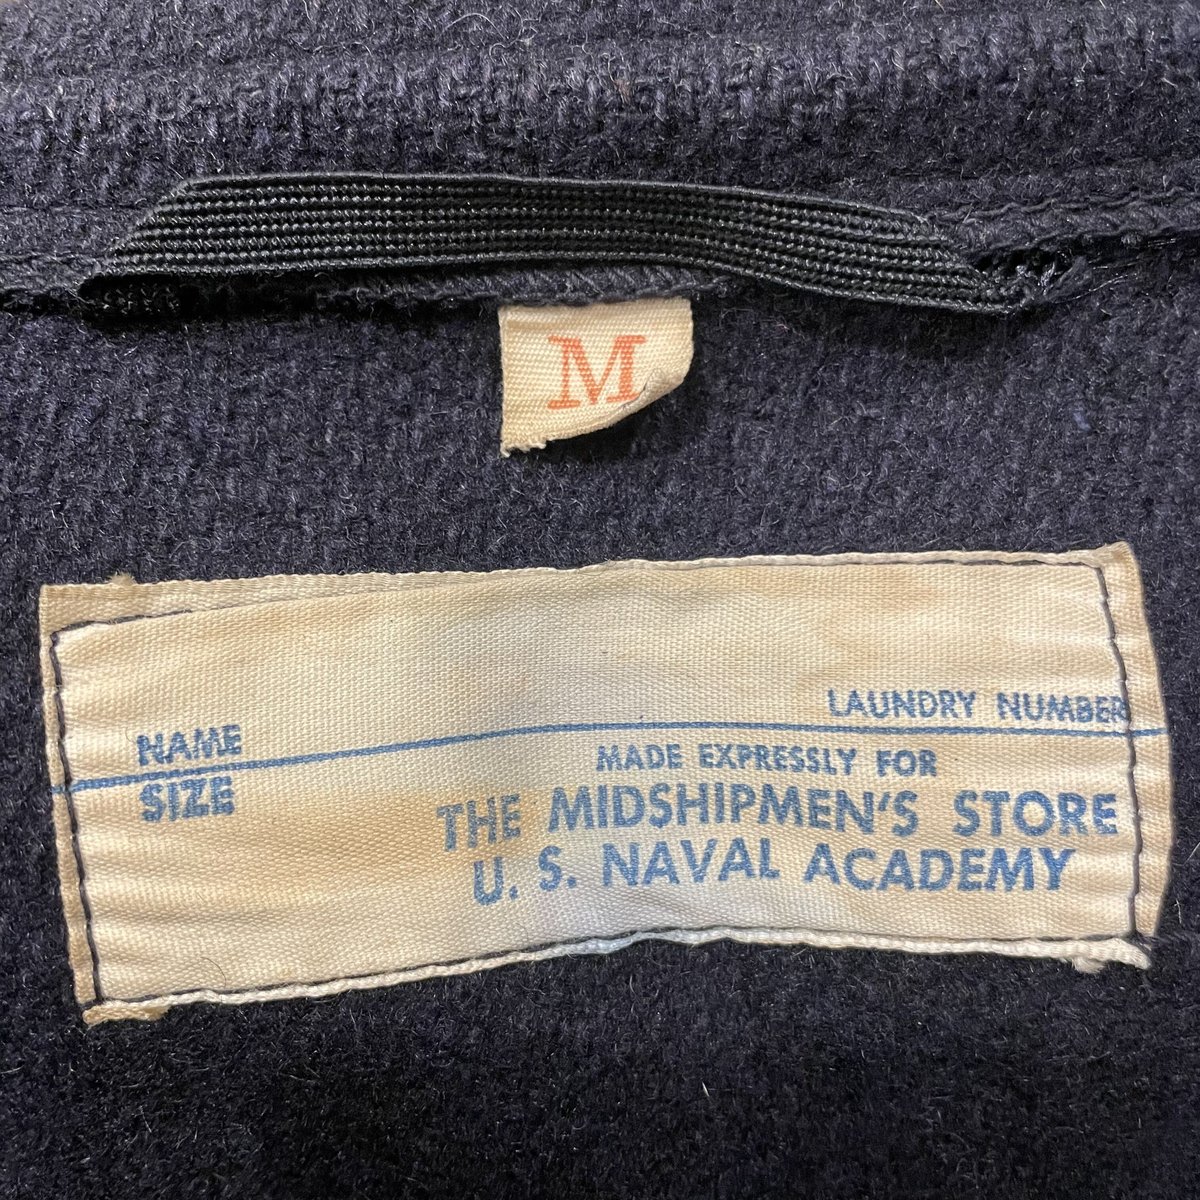 M
LAUNDRY NUMBER
NAME
SIZE
MADE EXPRESSLY FOR
THE MIDSHIPMEN'S STORE
U. S. NAVAL ACADEMY